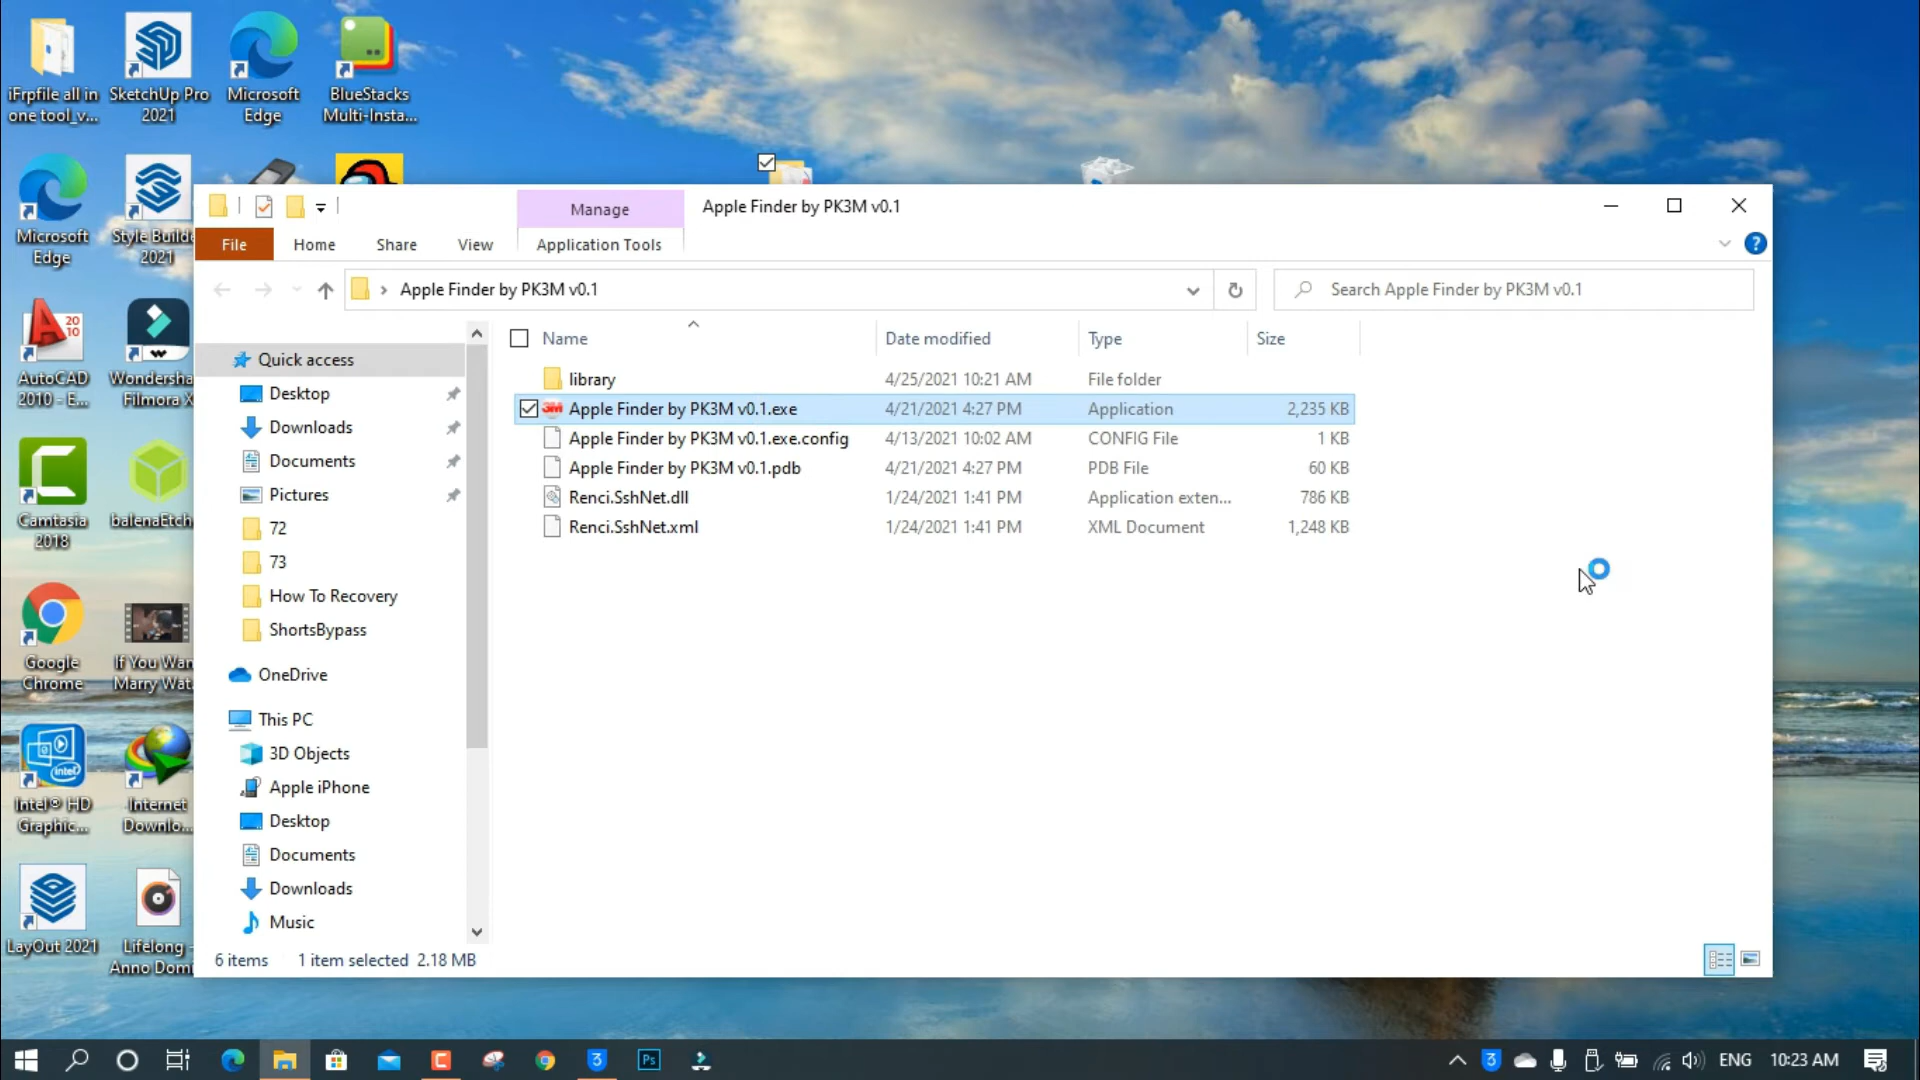 iFrpfile all in
one tool_v...
SketchUp Pro
2021
Microsoft
Edge
BlueStacks
Multi-Insta...
Microsoft
Edge
Style Builde
2021
AutoCAD
2010 - E...
Wondersha
Filmora X
Camtasia
2018
balenaEtch
Google
Chrome
If You Wan
Marry Wat.
Intel® HD
Graphic...
Internet
Downlo...
LayOut 2021
Lifelong -
Anno Domi
Manage
Apple Finder by PK3M v0.1
File
Home
Share
View
Application Tools
Apple Finder by PK3M v0.1
Search Apple Finder by PK3M v0.1
Name
Date modified
Type
Size
library
4/25/2021 10:21 AM
File folder
Apple Finder by PK3M v0.1.exe
4/21/2021 4:27 PM
Application
2,235 KB
Apple Finder by PK3M v0.1.exe.config
4/13/2021 10:02 AM
CONFIG File
1 KB
Apple Finder by PK3M v0.1.pdb
4/21/2021 4:27 PM
PDB File
60 KB
Renci.SshNet.dll
1/24/2021 1:41 PM
Application exten...
786 KB
Renci.SshNet.xml
1/24/2021 1:41 PM
XML Document
1,248 KB
Quick access
Desktop
Downloads
Documents
Pictures
72
73
How To Recovery
ShortsBypass
OneDrive
This PC
3D Objects
Apple iPhone
Desktop
Documents
Downloads
Music
6 items
1 item selected 2.18 MB
ENG
10:23 AM